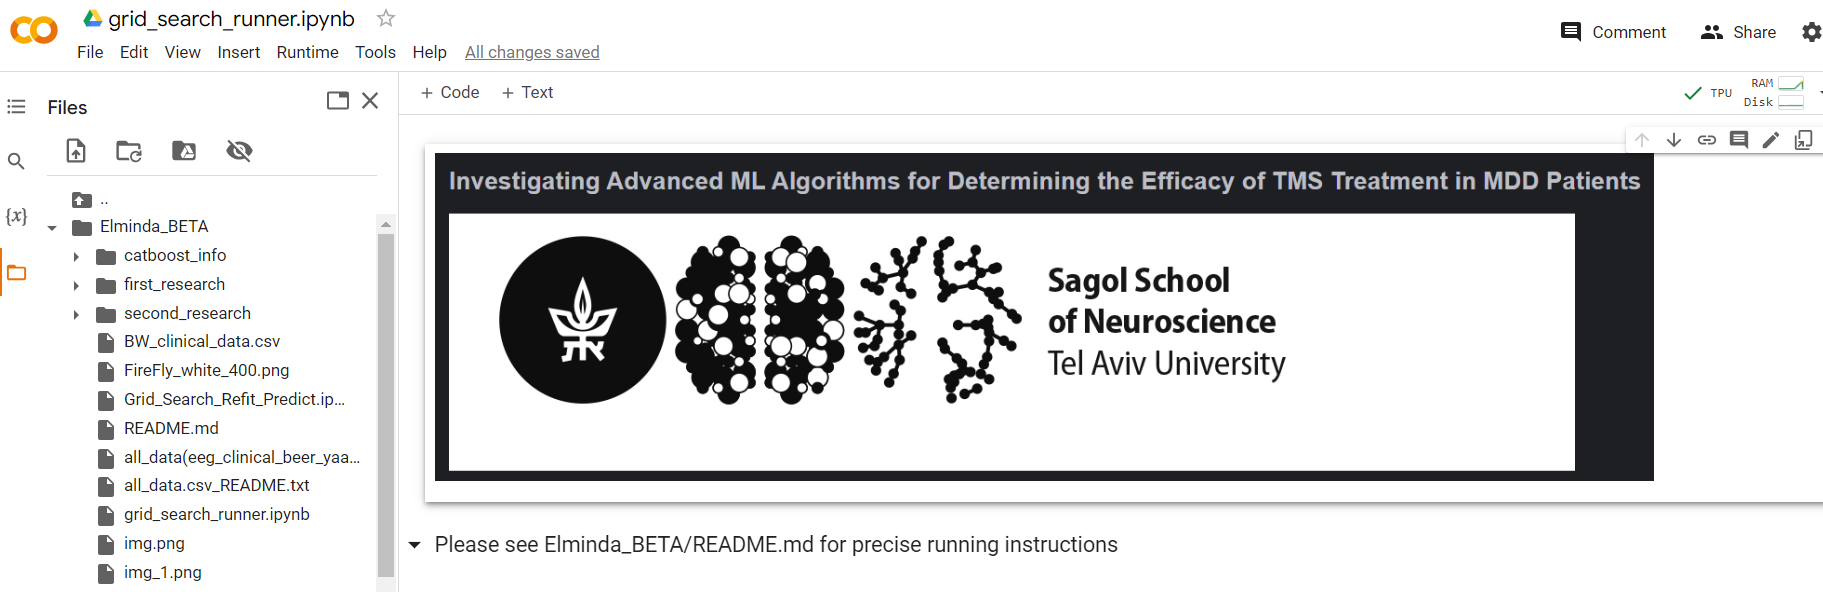 grid_search_runner.ipynb
File Edit View Insert Runtime Tools Help All changes saved
Comment Share
Files
+ Code + Text
TPU RAM
Disk
{x}
..
Elminda_BETA
catboost_info
first_research
second_research
BW_clinical_data.csv
FireFly_white_400.png
Grid_Search_Refit_Predict.ip...
README.md
all_data(eeg_clinical_beer_yaa...
all_data.csv_README.txt
grid_search_runner.ipynb
img.png
img_1.png
Investigating Advanced ML Algorithms for Determining the Efficacy of TMS Treatment in MDD Patients
Sagol School
of Neuroscience
Tel Aviv University
Please see Elminda_BETA/README.md for precise running instructions